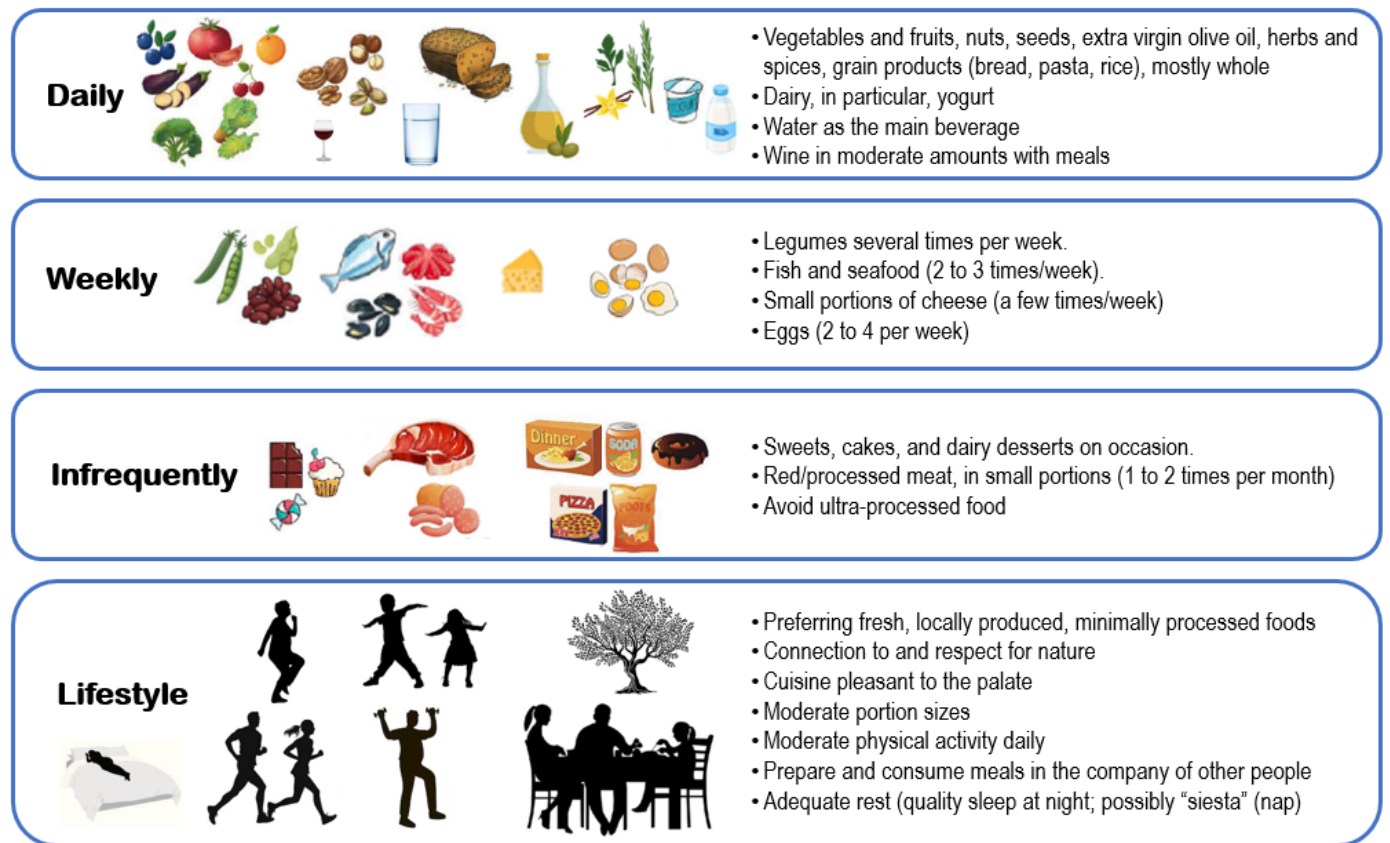 Daily
• Vegetables and fruits, nuts, seeds, extra virgin olive oil, herbs and
spices, grain products (bread, pasta, rice), mostly whole
• Dairy, in particular, yogurt
• Water as the main beverage
• Wine in moderate amounts with meals
Weekly
• Legumes several times per week.
• Fish and seafood (2 to 3 times/week).
• Small portions of cheese (a few times/week)
• Eggs (2 to 4 per week)
Infrequently
Dinner
SODA
PIZZA
• Sweets, cakes, and dairy desserts on occasion.
• Red/processed meat, in small portions (1 to 2 times per month)
• Avoid ultra-processed food
Lifestyle
• Preferring fresh, locally produced, minimally processed foods
• Connection to and respect for nature
• Cuisine pleasant to the palate
• Moderate portion sizes
• Moderate physical activity daily
• Prepare and consume meals in the company of other people
• Adequate rest (quality sleep at night; possibly “siesta” (nap)